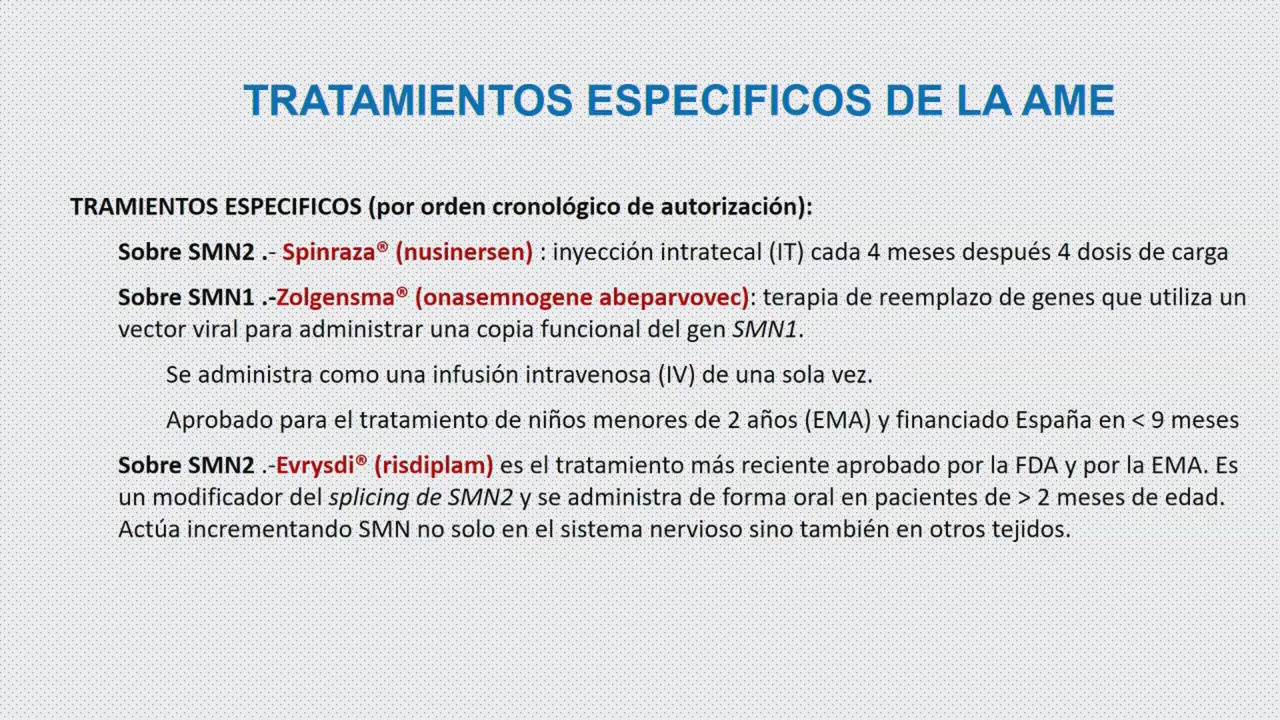 TRATAMIENTOS ESPECIFICOS DE LA AME
TRAMIENTOS ESPECIFICOS (por orden cronológico de autorización):
Sobre SMN2 .- Spinraza® (nusinersen) : inyección intratecal (IT) cada 4 meses después 4 dosis de carga
Sobre SMN1 .-Zolgensma® (onasemnogene abeparvovec): terapia de reemplazo de genes que utiliza un
vector viral para administrar una copia funcional del gen SMN1.
Se administra como una infusión intravenosa (IV) de una sola vez.
Aprobado para el tratamiento de niños menores de 2 años (EMA) y financiado España en < 9 meses
Sobre SMN2 .-Evrysdi® (risdiplam) es el tratamiento más reciente aprobado por la FDA y por la EMA. Es
un modificador del splicing de SMN2 y se administra de forma oral en pacientes de > 2 meses de edad.
Actúa incrementando SMN no solo en el sistema nervioso sino también en otros tejidos.